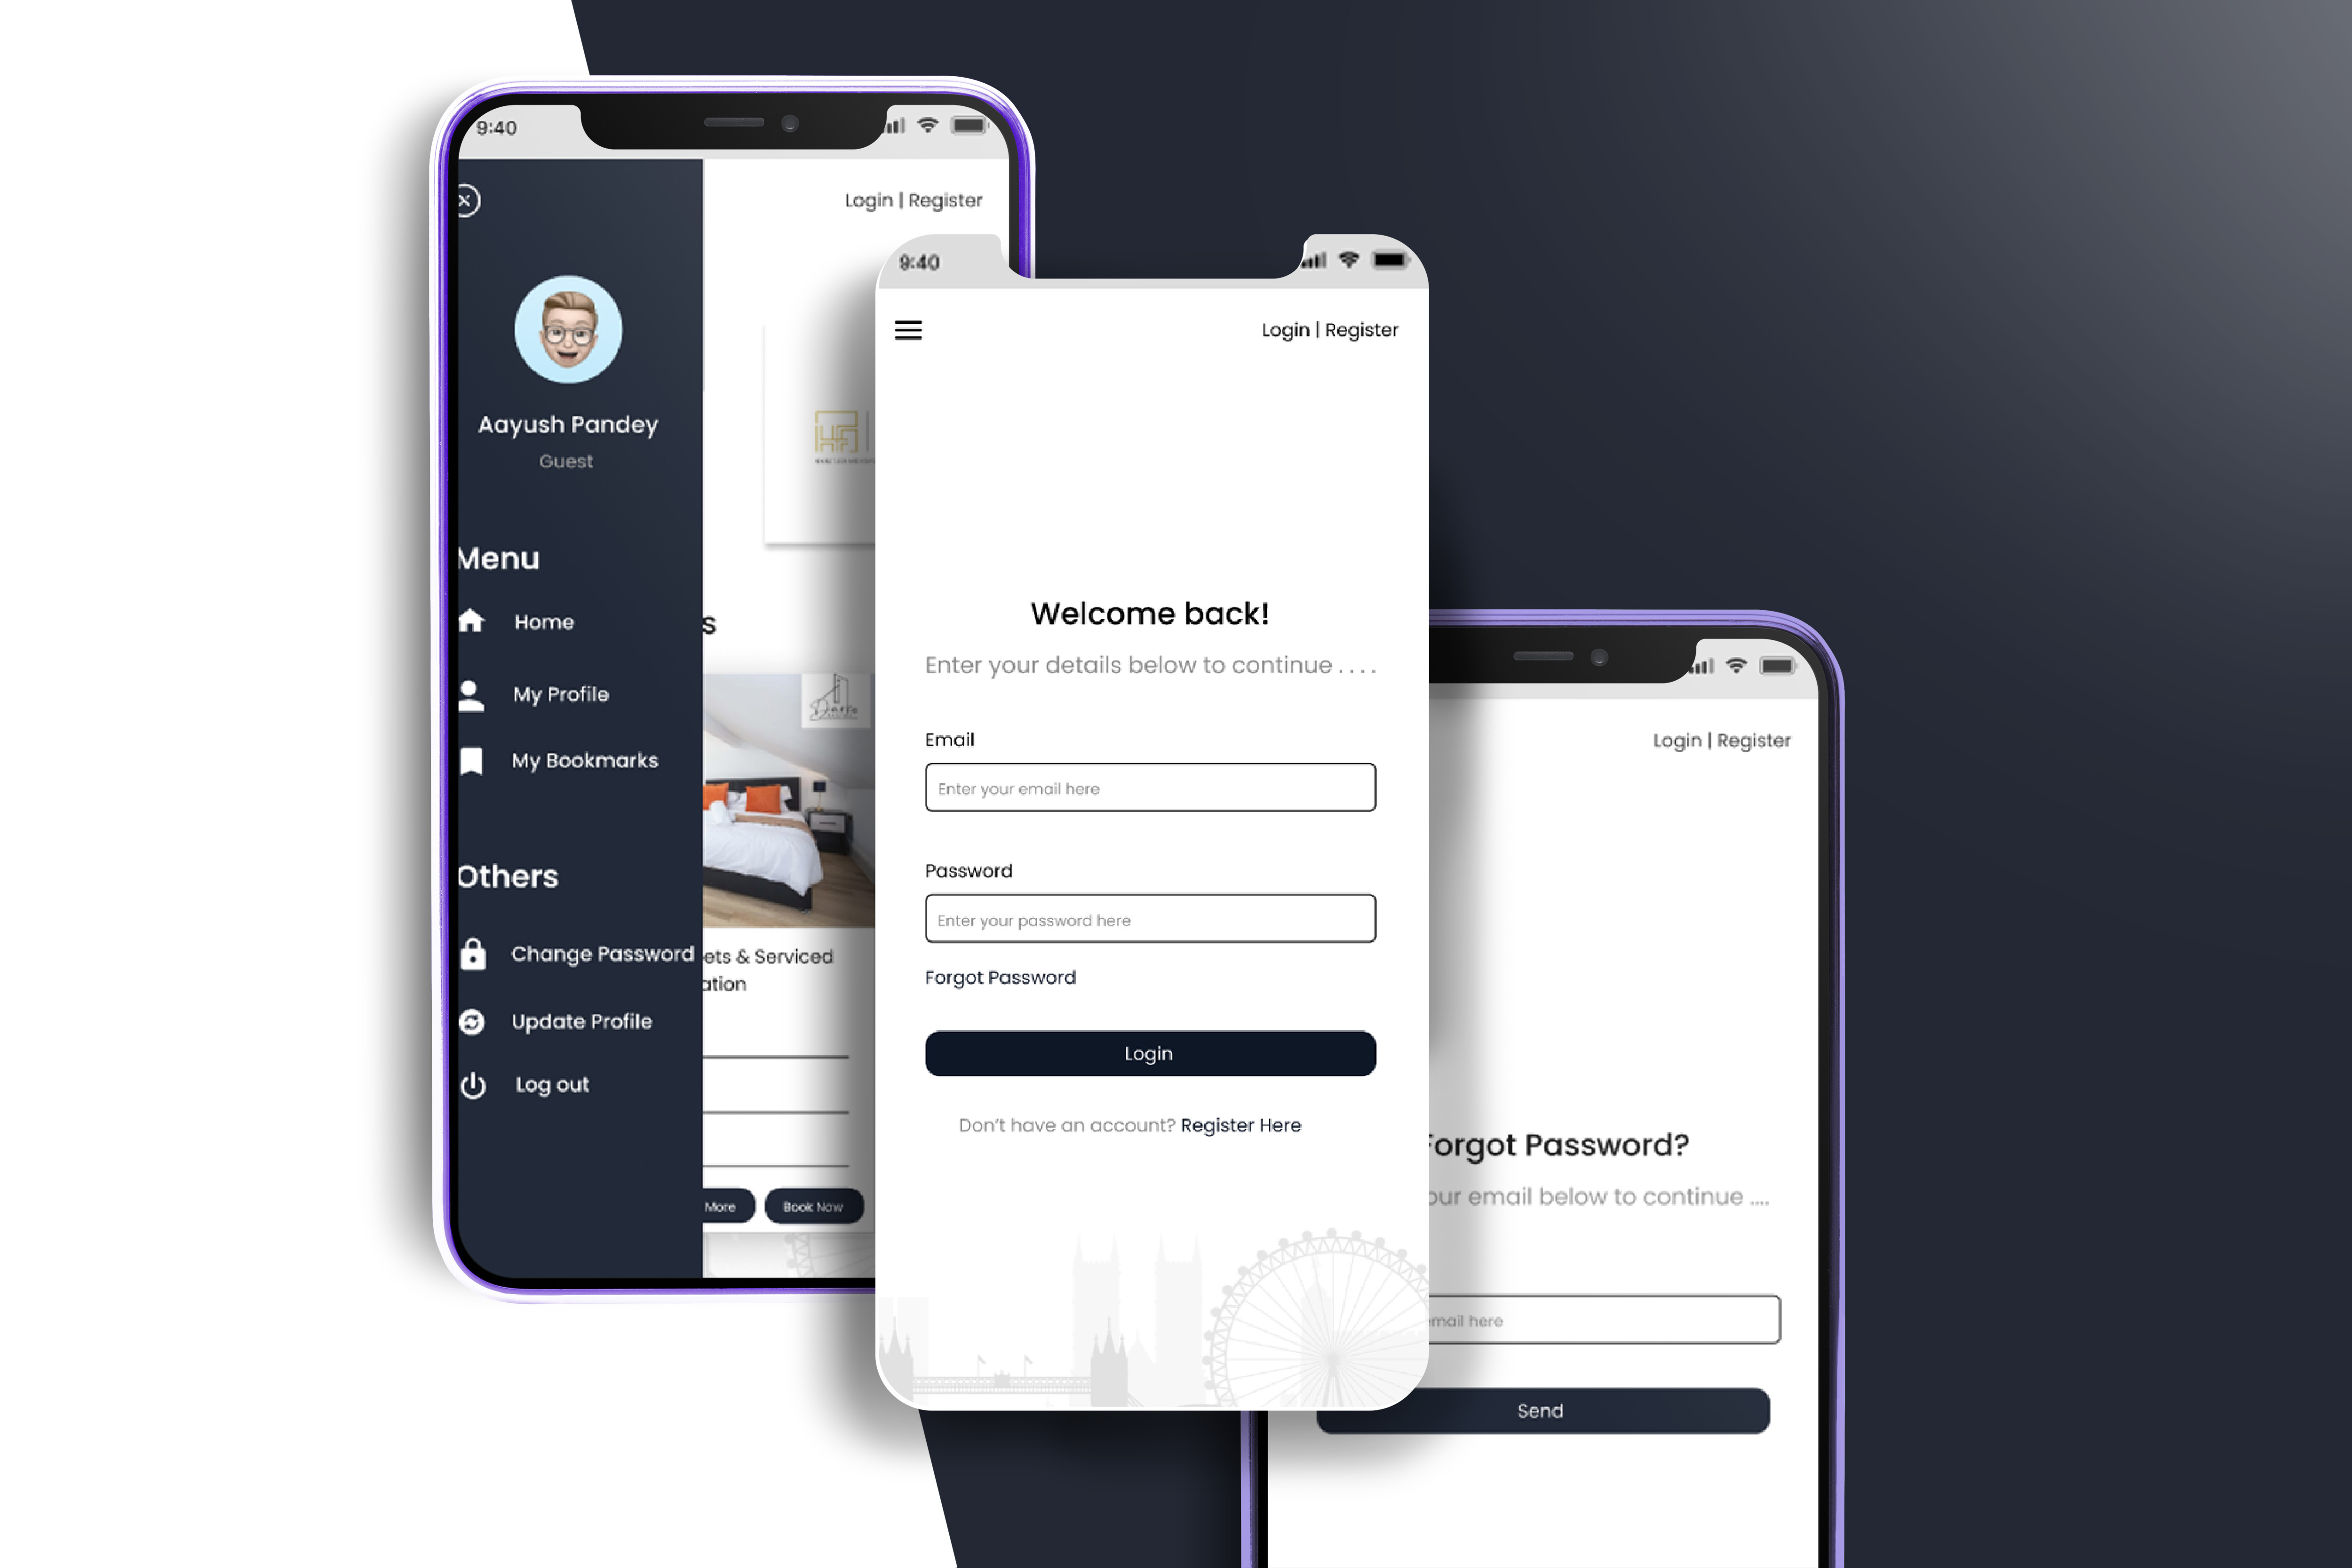 9:40
Login | Register
Aayush Pandey
Guest
Menu
Home
My Profile
My Bookmarks
Others
Change Password
Update Profile
Log out
s
ets & Serviced
ation
More
Book Now
9:40
Login | Register
Welcome back!
Enter your details below to continue . . . .
Email
Enter your email here
Password
Enter your password here
Forgot Password
Login
Don't have an account? Register Here
Login | Register
Forgot Password?
our email below to continue ....
email here
Send